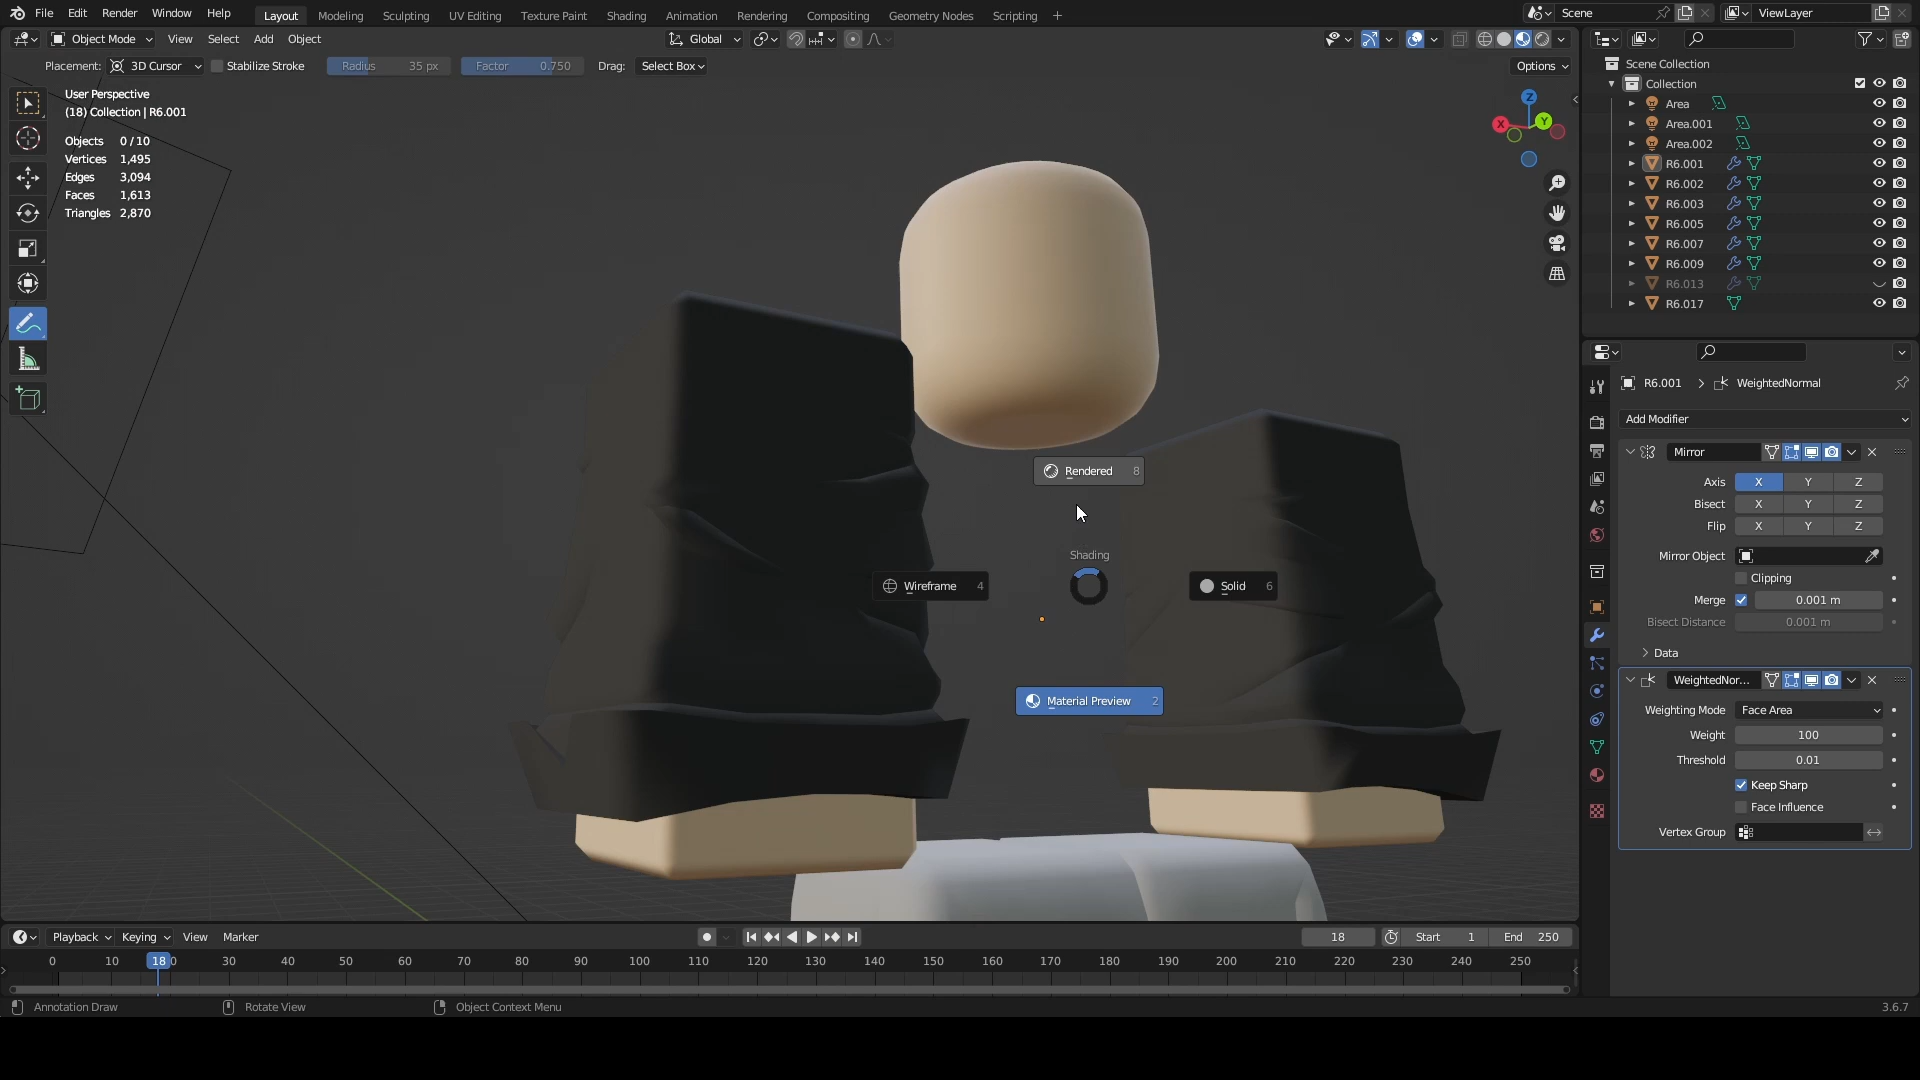 File Edit Render Window Help Layout Modeling Sculpting UV Editing Texture Paint Shading Animation Rendering Compositing Geometry Nodes Scripting + Scene ViewLayer
Object Mode View Select Add Object Global
Placement: 3D Cursor Stabilize Stroke Radius 35 px Factor 0.750 Drag: Select Box Options
User Perspective
(18) Collection | R6.001
Objects 0 / 10
Vertices 1,495
Edges 3,094
Faces 1,613
Triangles 2,870
Z
X
Y
Rendered 8
Shading
Wireframe 4
Solid 6
Material Preview 2
Scene Collection
Collection
Area
Area.001
Area.002
R6.001
R6.002
R6.003
R6.005
R6.007
R6.009
R6.013
R6.017
R6.001 > WeightedNormal
Add Modifier
Mirror
Axis X Y Z
Bisect X Y Z
Flip X Y Z
Mirror Object
Clipping
Merge 0.001 m
Bisect Distance 0.001 m
Data
WeightedNor...
Weighting Mode Face Area
Weight 100
Threshold 0.01
Keep Sharp
Face Influence
Vertex Group
Playback Keying View Marker 18 Start 1 End 250
0 10 18 0 30 40 50 60 70 80 90 100 110 120 130 140 150 160 170 180 190 200 210 220 230 240 250
Annotation Draw Rotate View Object Context Menu 3.6.7